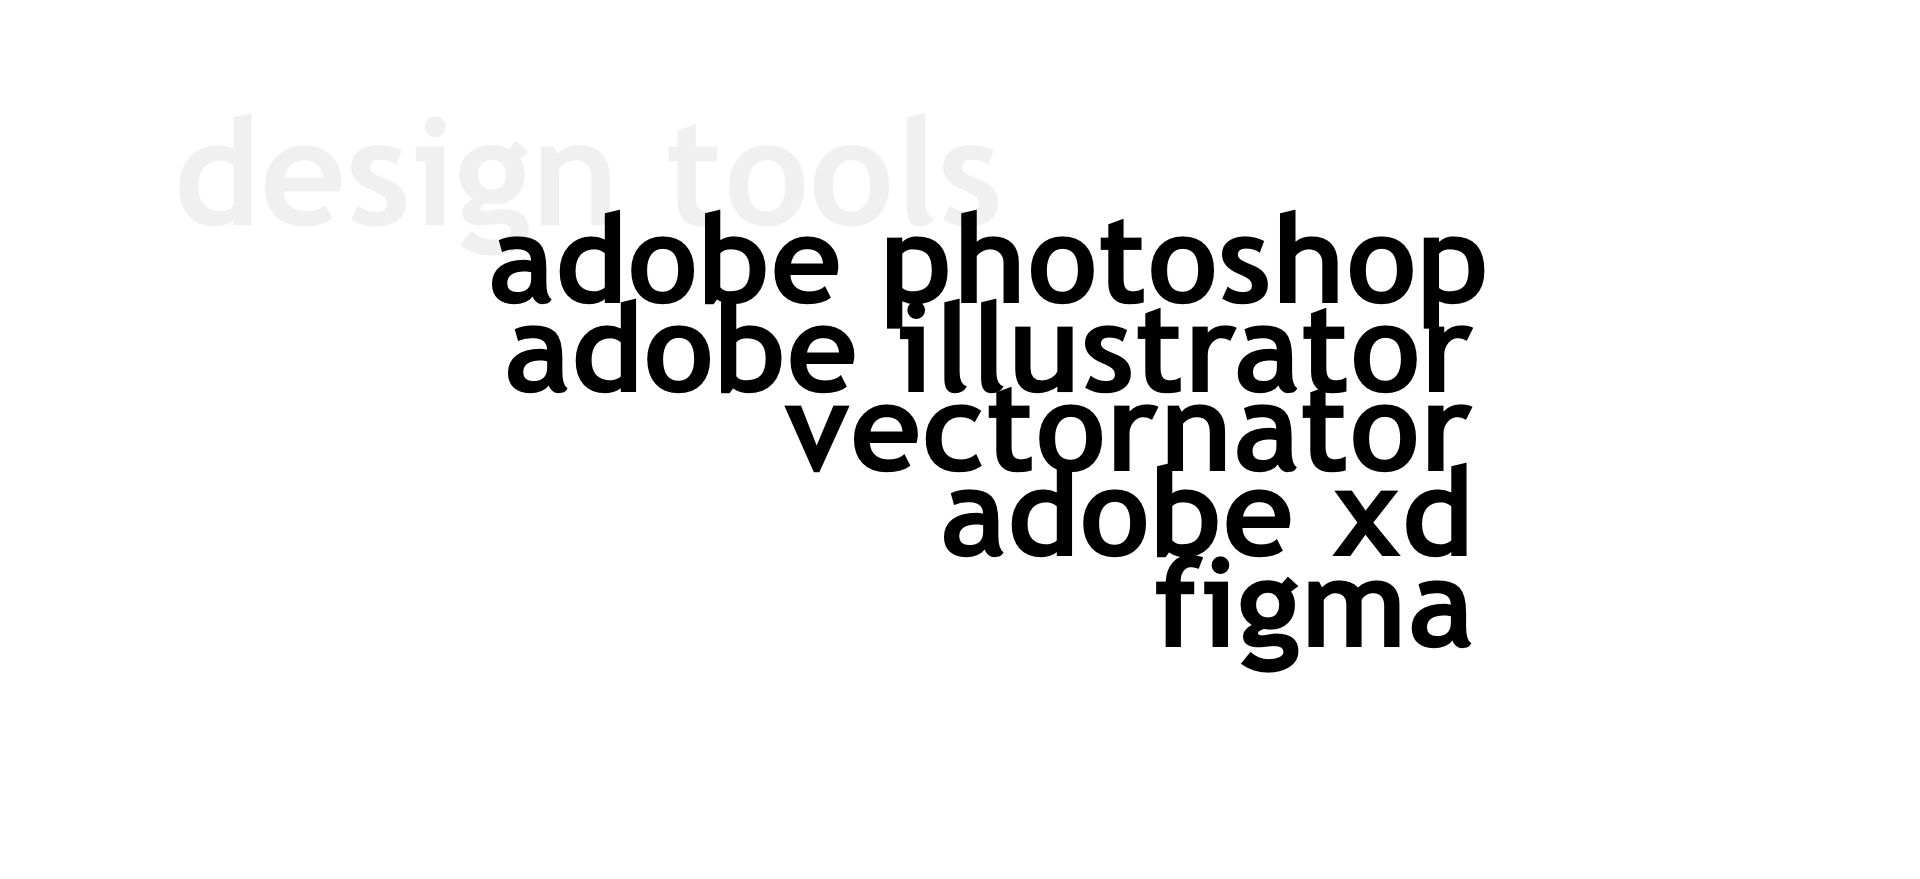 design tools
adobe photoshop
adobe illustrator
vectornator
adobe xd
figma